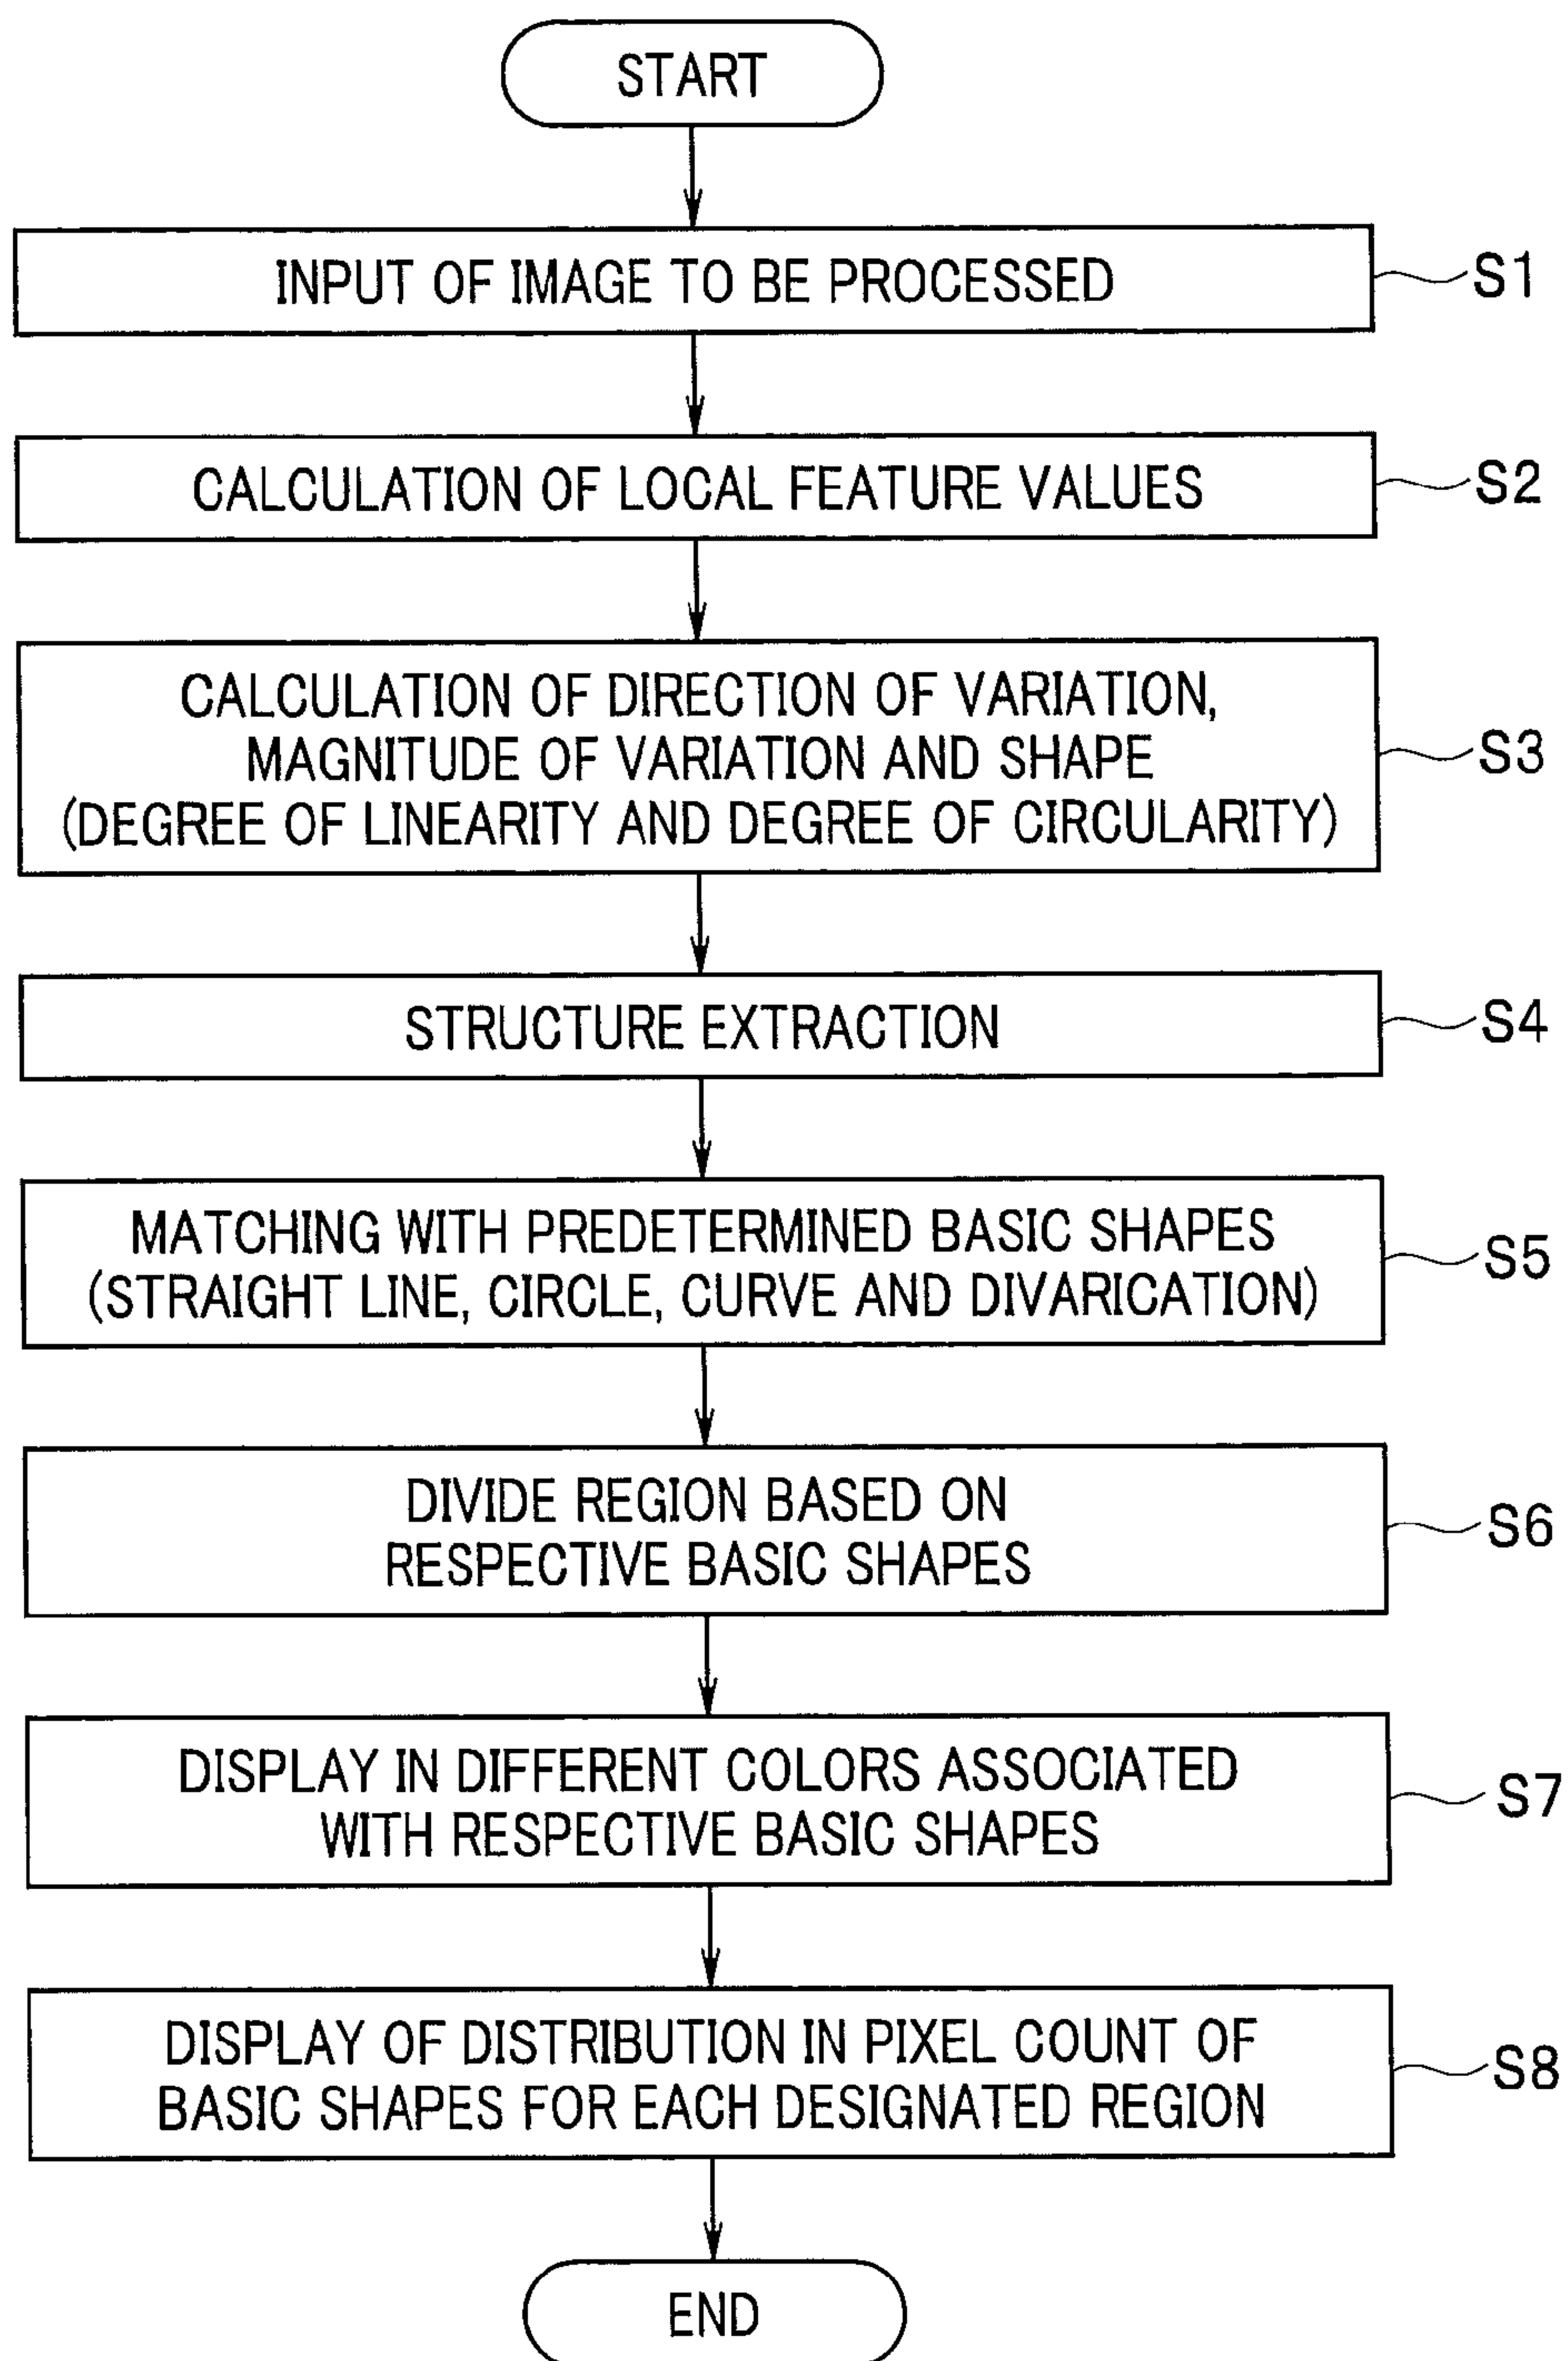 START
INPUT OF IMAGE TO BE PROCESSED
S1
CALCULATION OF LOCAL FEATURE VALUES
S2
CALCULATION OF DIRECTION OF VARIATION,
MAGNITUDE OF VARIATION AND SHAPE
(DEGREE OF LINEARITY AND DEGREE OF CIRCULARITY)
S3
STRUCTURE EXTRACTION
S4
MATCHING WITH PREDETERMINED BASIC SHAPES
(STRAIGHT LINE, CIRCLE, CURVE AND DIVARICATION)
S5
DIVIDE REGION BASED ON
RESPECTIVE BASIC SHAPES
S6
DISPLAY IN DIFFERENT COLORS ASSOCIATED
WITH RESPECTIVE BASIC SHAPES
S7
DISPLAY OF DISTRIBUTION IN PIXEL COUNT OF
BASIC SHAPES FOR EACH DESIGNATED REGION
S8
END